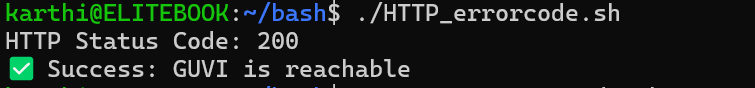 karthi@ELITEBOOK:~/bash$ ./HTTP_errorcode.sh
HTTP Status Code: 200
✅ Success: GUVI is reachable